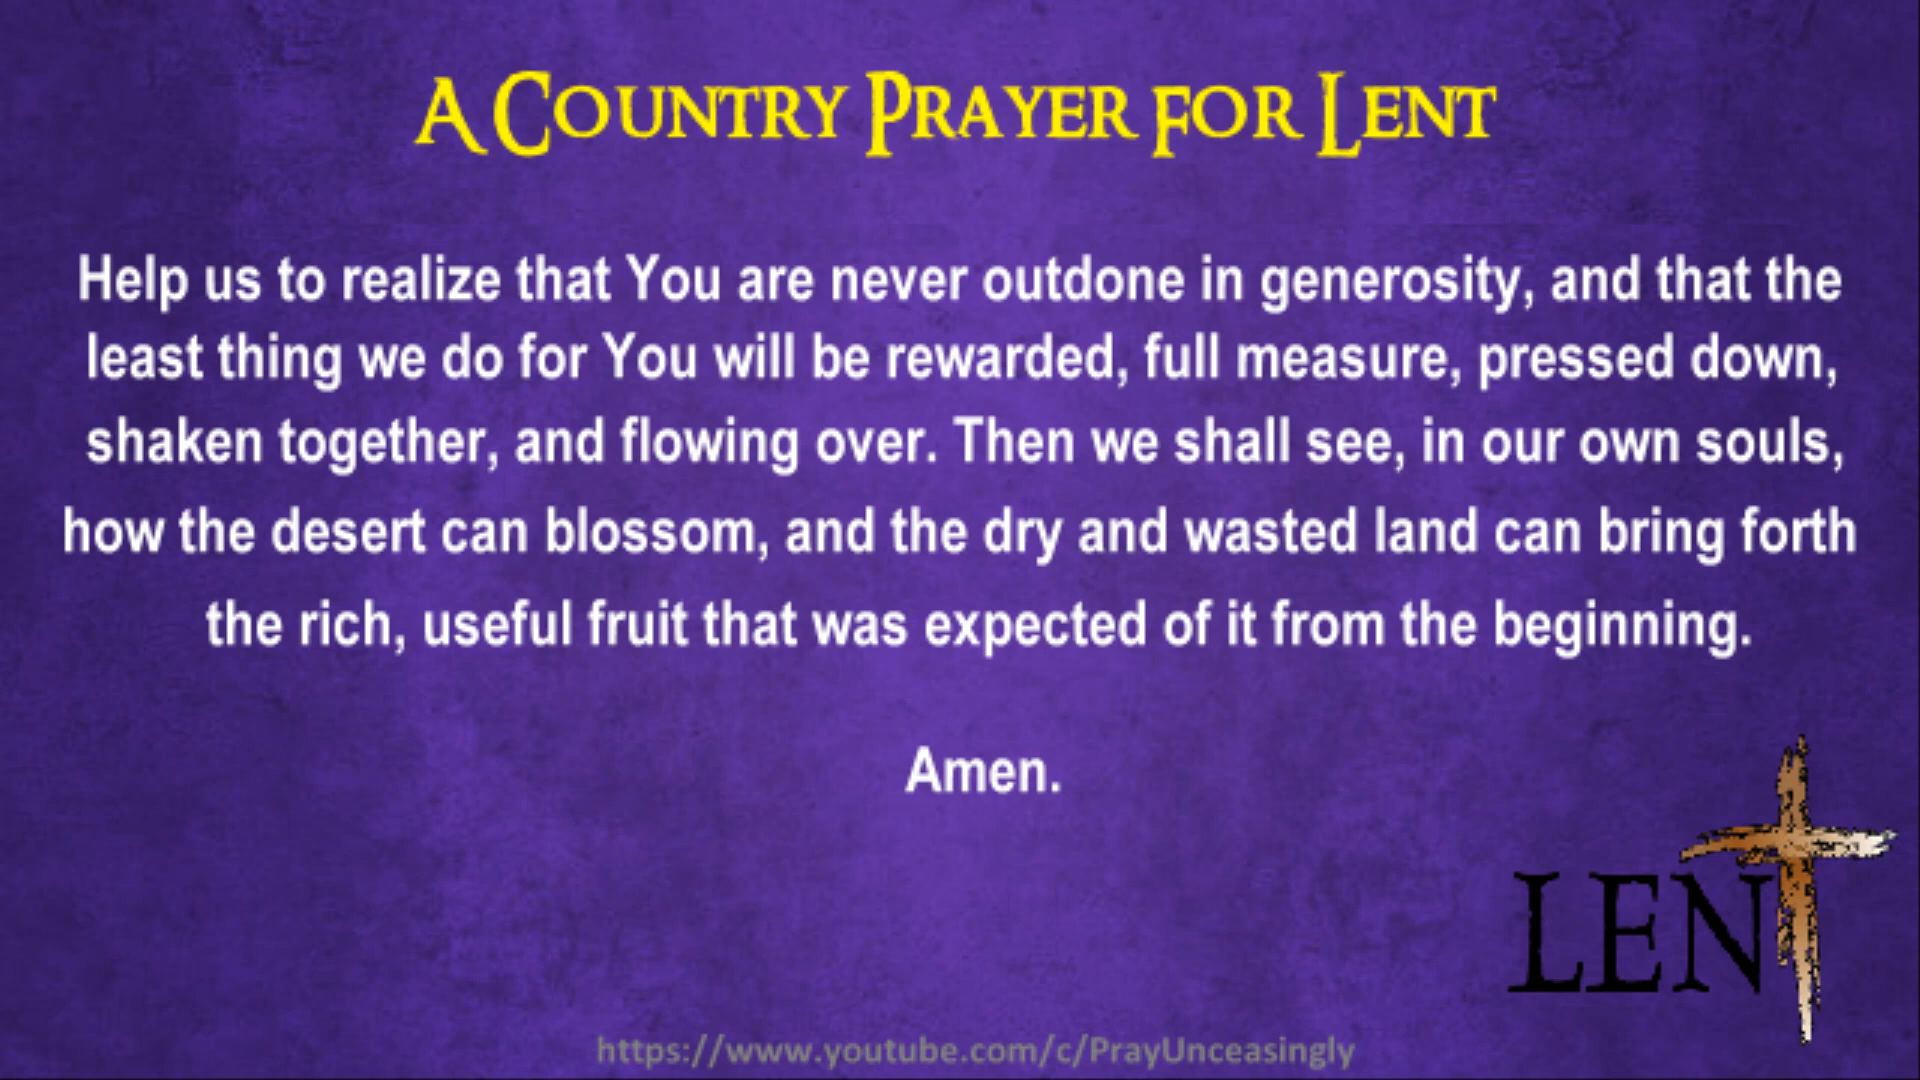 A Country Prayer for Lent
Help us to realize that You are never outdone in generosity, and that the
least thing we do for You will be rewarded, full measure, pressed down,
shaken together, and flowing over. Then we shall see, in our own souls,
how the desert can blossom, and the dry and wasted land can bring forth
the rich, useful fruit that was expected of it from the beginning.
Amen.
LENT
https://www.youtube.com/c/PrayUnceasingly